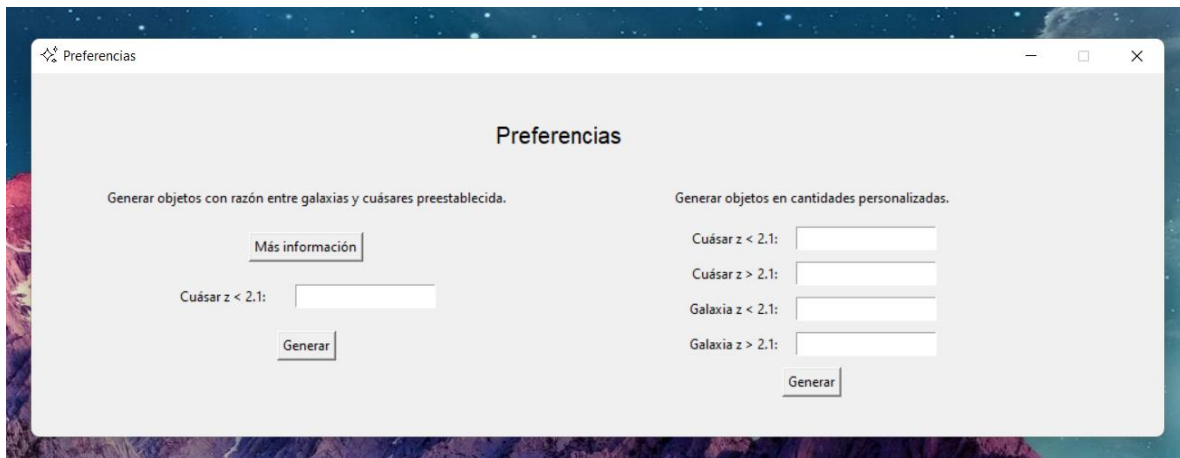 Preferencias
Preferencias
Generar objetos con razón entre galaxias y cuásares preestablecida.
Más información
Cuásar z < 2.1:
Generar
Generar objetos en cantidades personalizadas.
Cuásar z < 2.1:
Cuásar z > 2.1:
Galaxia z < 2.1:
Galaxia z > 2.1:
Generar